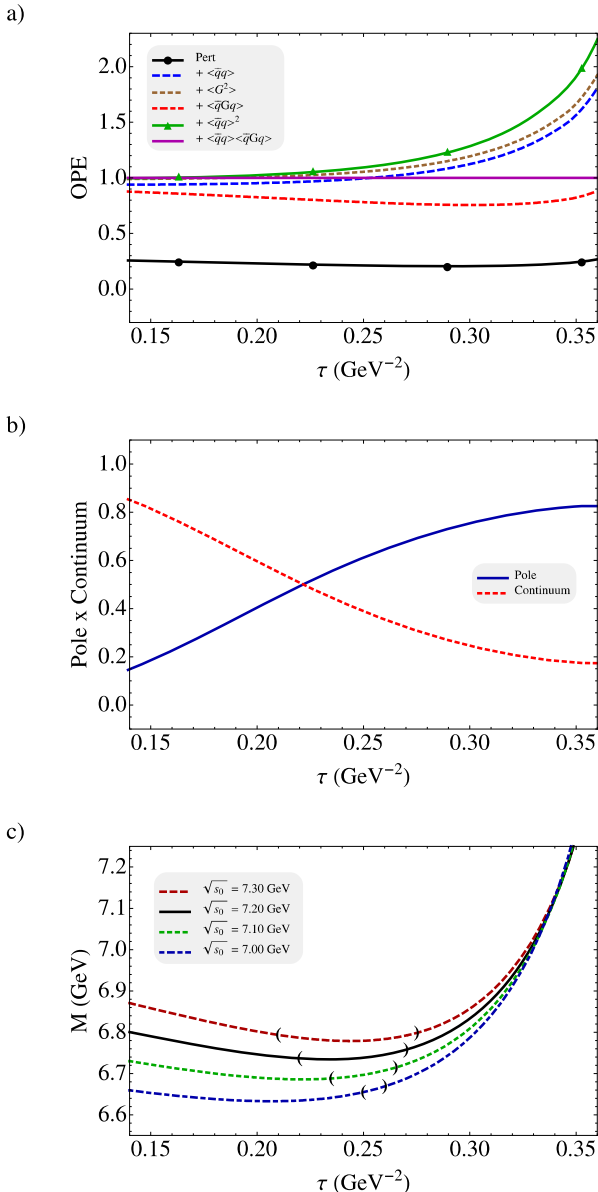 a)
Pert
+ <q̄q>
+ <G²>
+ <q̄Gq>
+ <q̄q>²
+ <q̄q><q̄Gq>
OPE
2.0
1.5
1.0
0.5
0.0
0.15 0.20 0.25 0.30 0.35
τ (GeV⁻²)
b)
Pole x Continuum
1.0
0.8
0.6
0.4
0.2
0.0
Pole
Continuum
0.15 0.20 0.25 0.30 0.35
τ (GeV⁻²)
c)
M (GeV)
7.2
7.1
7.0
6.9
6.8
6.7
6.6
√s₀ = 7.30 GeV
√s₀ = 7.20 GeV
√s₀ = 7.10 GeV
√s₀ = 7.00 GeV
0.15 0.20 0.25 0.30 0.35
τ (GeV⁻²)